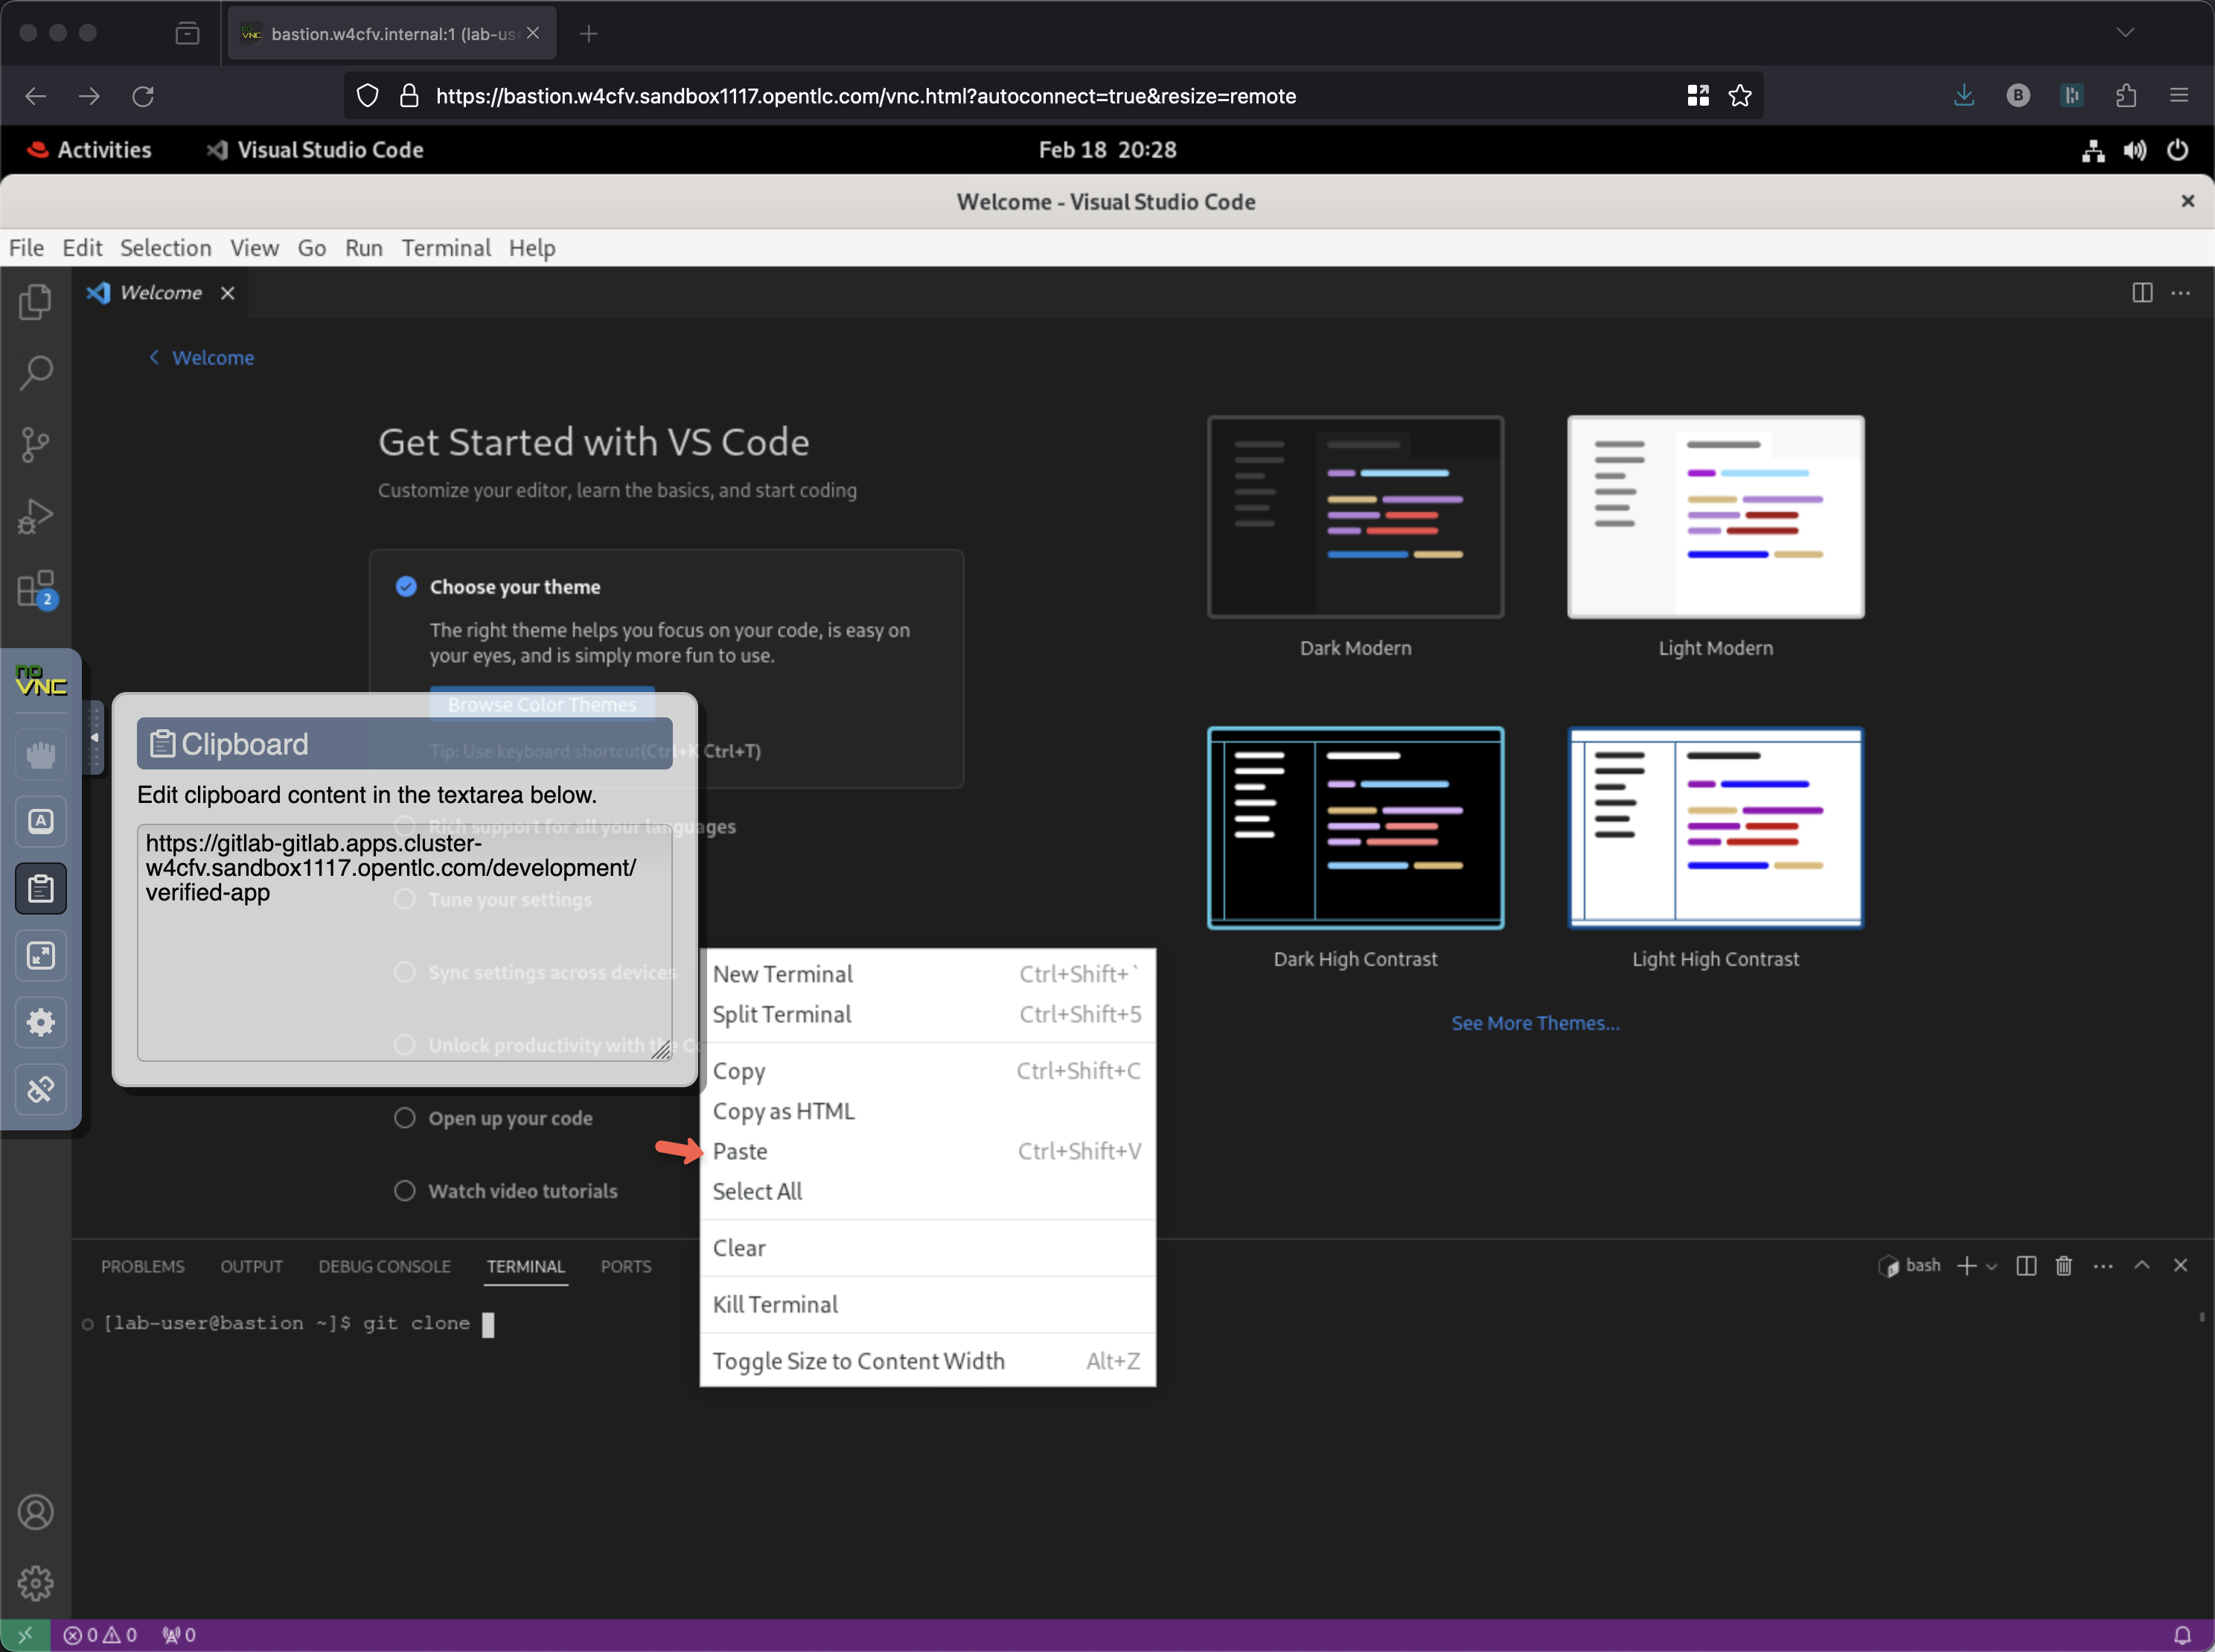 bastion.w4cfv.internal:1 (lab-use
https://bastion.w4cfv.sandbox1117.opentlc.com/vnc.html?autoconnect=true&resize=remote
B
Activities
Visual Studio Code
Feb 18 20:28
Welcome - Visual Studio Code
File Edit Selection View Go Run Terminal Help
Welcome
Welcome
Get Started with VS Code
Customize your editor, learn the basics, and start coding
Choose your theme
The right theme helps you focus on your code, is easy on
your eyes, and is simply more fun to use.
Browse Color Themes
Tip: Use keyboard shortcut(Ctrl+K Ctrl+T)
Rich support for all your languages
Tune your settings
Sync settings across devices
Unlock productivity with the C
Open up your code
Watch video tutorials
Dark Modern
Light Modern
Dark High Contrast
Light High Contrast
See More Themes...
2
no
VNC
A
Clipboard
Edit clipboard content in the textarea below.
https://gitlab-gitlab.apps.cluster-
w4cfv.sandbox1117.opentlc.com/development/
verified-app
New Terminal Ctrl+Shift+`
Split Terminal Ctrl+Shift+5
Copy Ctrl+Shift+C
Copy as HTML
Paste Ctrl+Shift+V
Select All
Clear
Kill Terminal
Toggle Size to Content Width Alt+Z
PROBLEMS OUTPUT DEBUG CONSOLE TERMINAL PORTS
bash
[lab-user@bastion ~]$ git clone
0 0 0